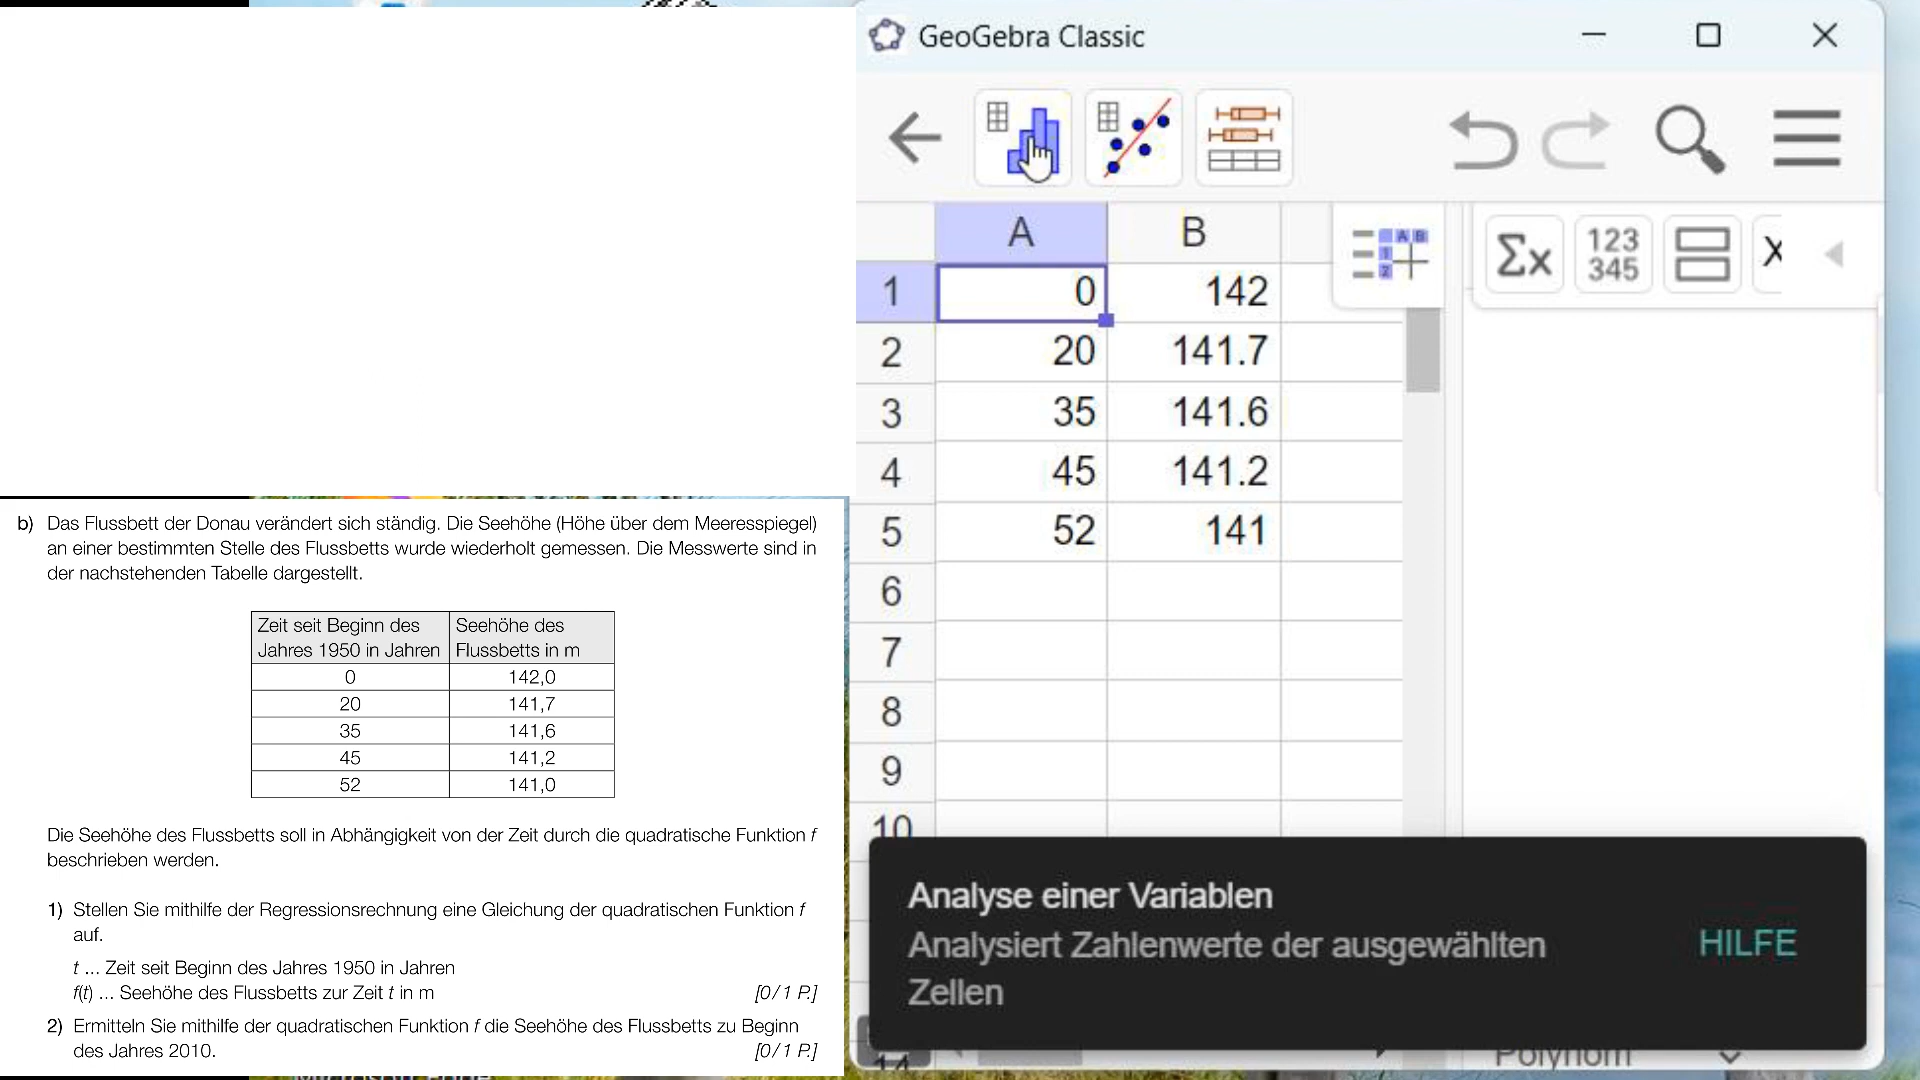 GeoGebra Classic
A B
Σx
123
345
X
1 0 142
2 20 141.7
3 35 141.6
4 45 141.2
5 52 141
6
7
8
9
10
Analyse einer Variablen
Analysiert Zahlenwerte der ausgewählten
Zellen
HILFE
14
Polynom
b) Das Flussbett der Donau verändert sich ständig. Die Seehöhe (Höhe über dem Meeresspiegel)
an einer bestimmten Stelle des Flussbetts wurde wiederholt gemessen. Die Messwerte sind in
der nachstehenden Tabelle dargestellt.
Zeit seit Beginn des Seehöhe des
Jahres 1950 in Jahren Flussbetts in m
0 142,0
20 141,7
35 141,6
45 141,2
52 141,0
Die Seehöhe des Flussbetts soll in Abhängigkeit von der Zeit durch die quadratische Funktion f
beschrieben werden.
1) Stellen Sie mithilfe der Regressionsrechnung eine Gleichung der quadratischen Funktion f
auf.
t ... Zeit seit Beginn des Jahres 1950 in Jahren
f(t) ... Seehöhe des Flussbetts zur Zeit t in m [0/1 P.]
2) Ermitteln Sie mithilfe der quadratischen Funktion f die Seehöhe des Flussbetts zu Beginn
des Jahres 2010. [0/1 P.]